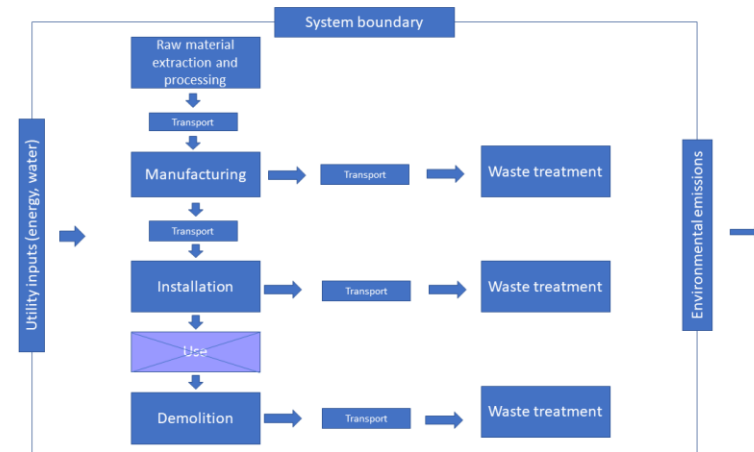 System boundary
Raw material
extraction and
processing
Transport
Manufacturing
Transport
Waste treatment
Transport
Installation
Transport
Waste treatment
Use
Demolition
Transport
Waste treatment
Utility inputs (energy, water)
Environmental emissions